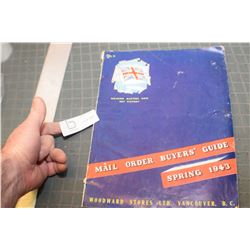 MAIL ORDER BUYERS' GUIDE
SPRING 1943
WOODWARD STORES LTD. VANCOUVER, B.C.